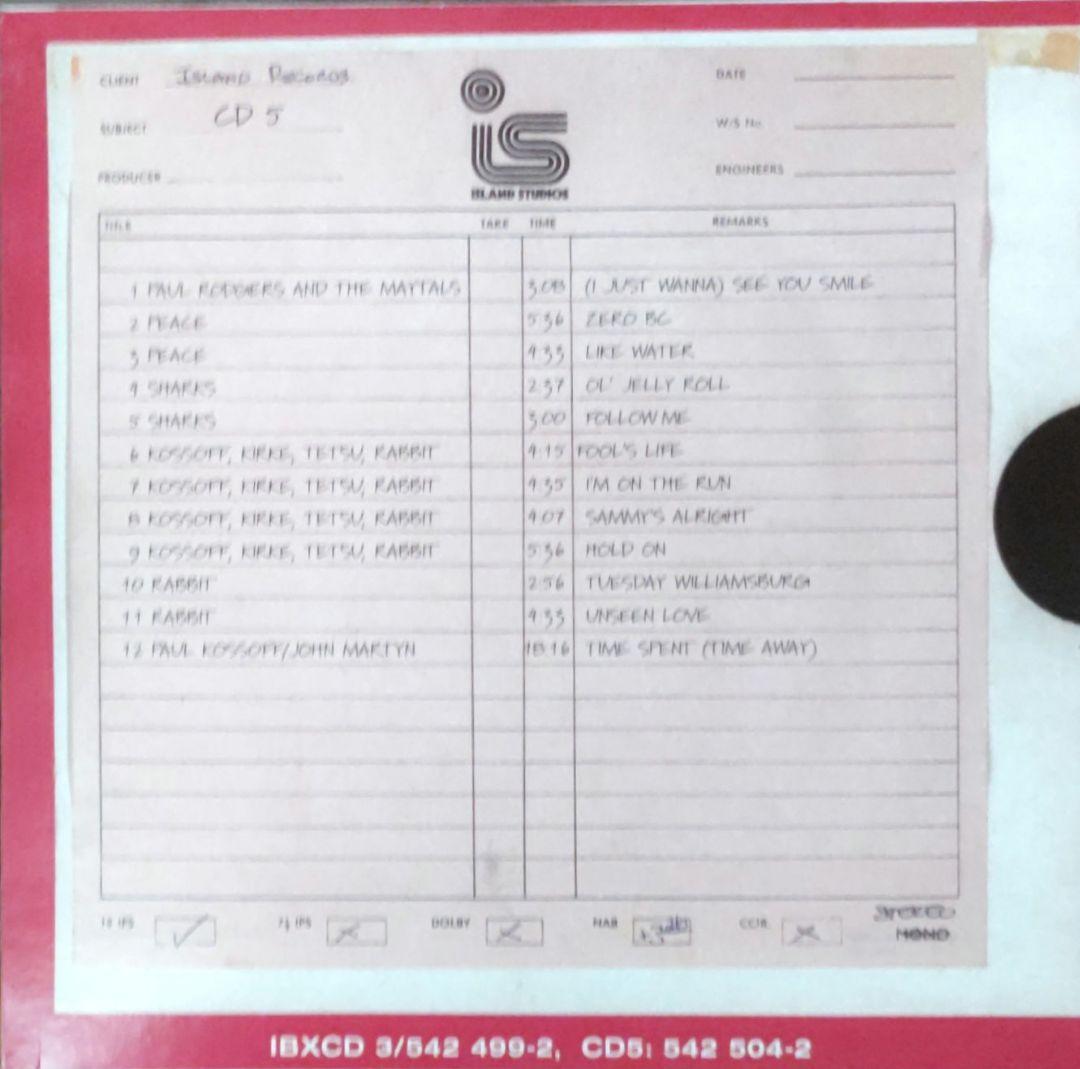 CLIENT Island Records
DATE
SUBJECT CD 5
W/S No.
PRODUCER
ENGINEERS
iS
ISLAND STUDIOS
TITLE TAKE TIME REMARKS
1 PAUL RODGERS AND THE MAYTALS 3:08 (I JUST WANNA) SEE YOU SMILE
2 PEACE 5:36 ZERO BC
3 PEACE 4:33 LIKE WATER
4 SHARKS 2:37 OL' JELLY ROLL
5 SHARKS 3:00 FOLLOW ME
6 KOSSOFF, KIRKE, TETSU, RABBIT 4:15 FOOL'S LIFE
7 KOSSOFF, KIRKE, TETSU, RABBIT 4:35 I'M ON THE RUN
8 KOSSOFF, KIRKE, TETSU, RABBIT 4:07 SAMMY'S ALRIGHT
9 KOSSOFF, KIRKE, TETSU, RABBIT 5:36 HOLD ON
10 RABBIT 2:56 TUESDAY WILLIAMSBURG
11 RABBIT 4:33 UNSEEN LOVE
12 PAUL KOSSOFF/JOHN MARTYN 18:16 TIME SPENT (TIME AWAY)
15 IPS 7½ IPS DOLBY NAB CCIR STEREO
MONO
IBXCD 3/542 499-2, CD5: 542 504-2